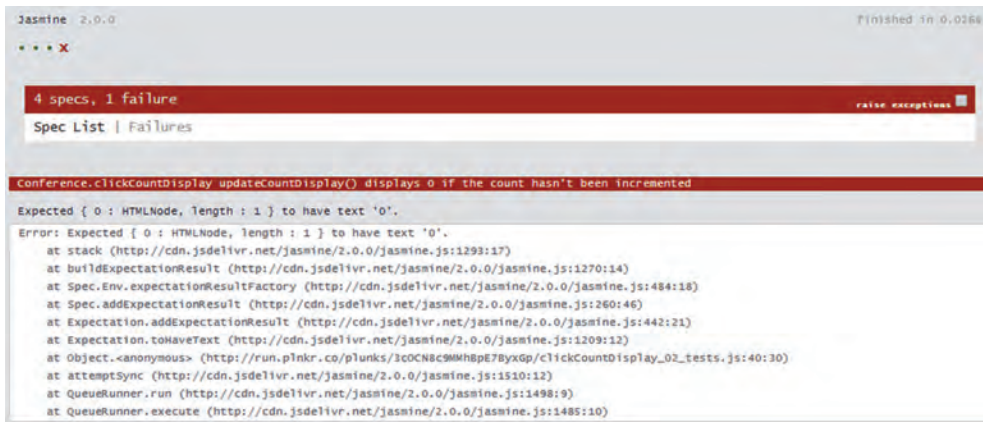 Jasmine 2.0.0
Finished in 0.036s
• • • x
4 specs, 1 failure
raise exceptions
Spec List | Failures
Conference.clickCountDisplay updateCountDisplay() displays 0 if the count hasn't been incremented
Expected { 0 : HTMLNode, length : 1 } to have text '0'.
Error: Expected { 0 : HTMLNode, length : 1 } to have text '0'.
at stack (http://cdn.jsdelivr.net/jasmine/2.0.0/jasmine.js:1293:17)
at buildExpectationResult (http://cdn.jsdelivr.net/jasmine/2.0.0/jasmine.js:1270:14)
at Spec.Env.expectationResultFactory (http://cdn.jsdelivr.net/jasmine/2.0.0/jasmine.js:484:18)
at Spec.addExpectationResult (http://cdn.jsdelivr.net/jasmine/2.0.0/jasmine.js:260:46)
at Expectation.addExpectationResult (http://cdn.jsdelivr.net/jasmine/2.0.0/jasmine.js:442:21)
at Expectation.toHaveText (http://cdn.jsdelivr.net/jasmine/2.0.0/jasmine.js:1209:12)
at Object.<anonymous> (http://run.plnkr.co/plunks/3cOCN8c9MMhBpE7ByxGp/clickCountDisplay_02_tests.js:40:30)
at attemptSync (http://cdn.jsdelivr.net/jasmine/2.0.0/jasmine.js:1510:12)
at QueueRunner.run (http://cdn.jsdelivr.net/jasmine/2.0.0/jasmine.js:1498:9)
at QueueRunner.execute (http://cdn.jsdelivr.net/jasmine/2.0.0/jasmine.js:1485:10)